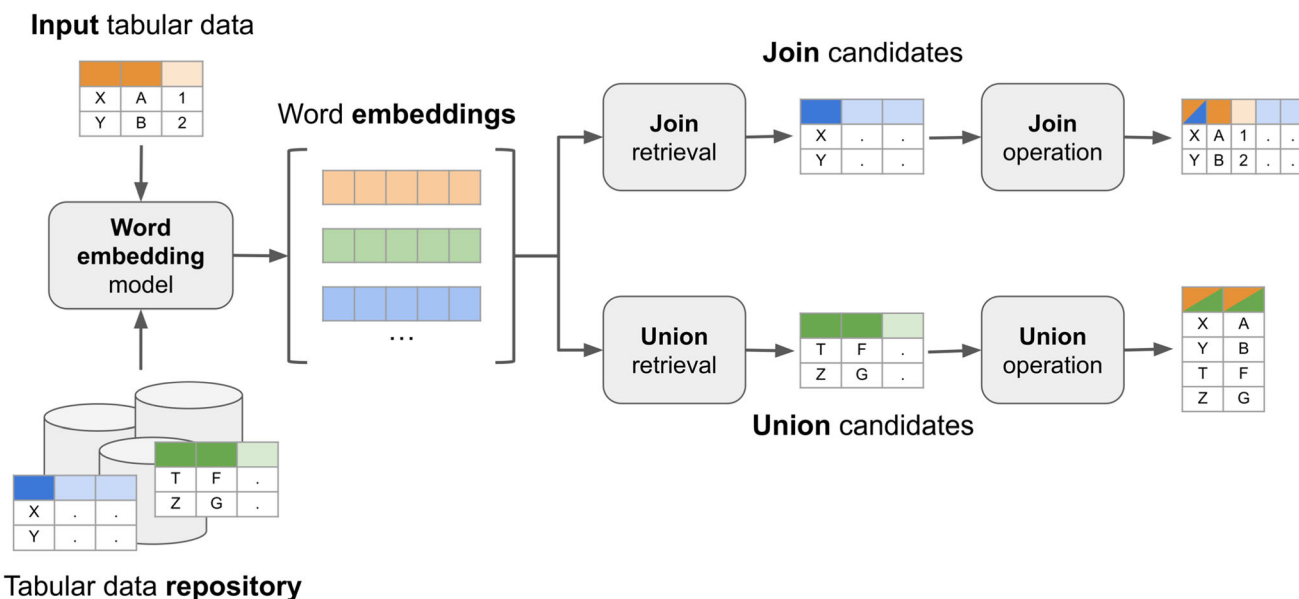 Input tabular data
X A 1
Y B 2
Word
embedding
model
Word embeddings
...
Join
retrieval
Join candidates
X . .
Y . .
Join
operation
X A 1 . .
Y B 2 . .
Union
retrieval
T F .
Z G .
Union candidates
Union
operation
X A
Y B
T F
Z G
T F .
Z G .
X . .
Y . .
Tabular data repository